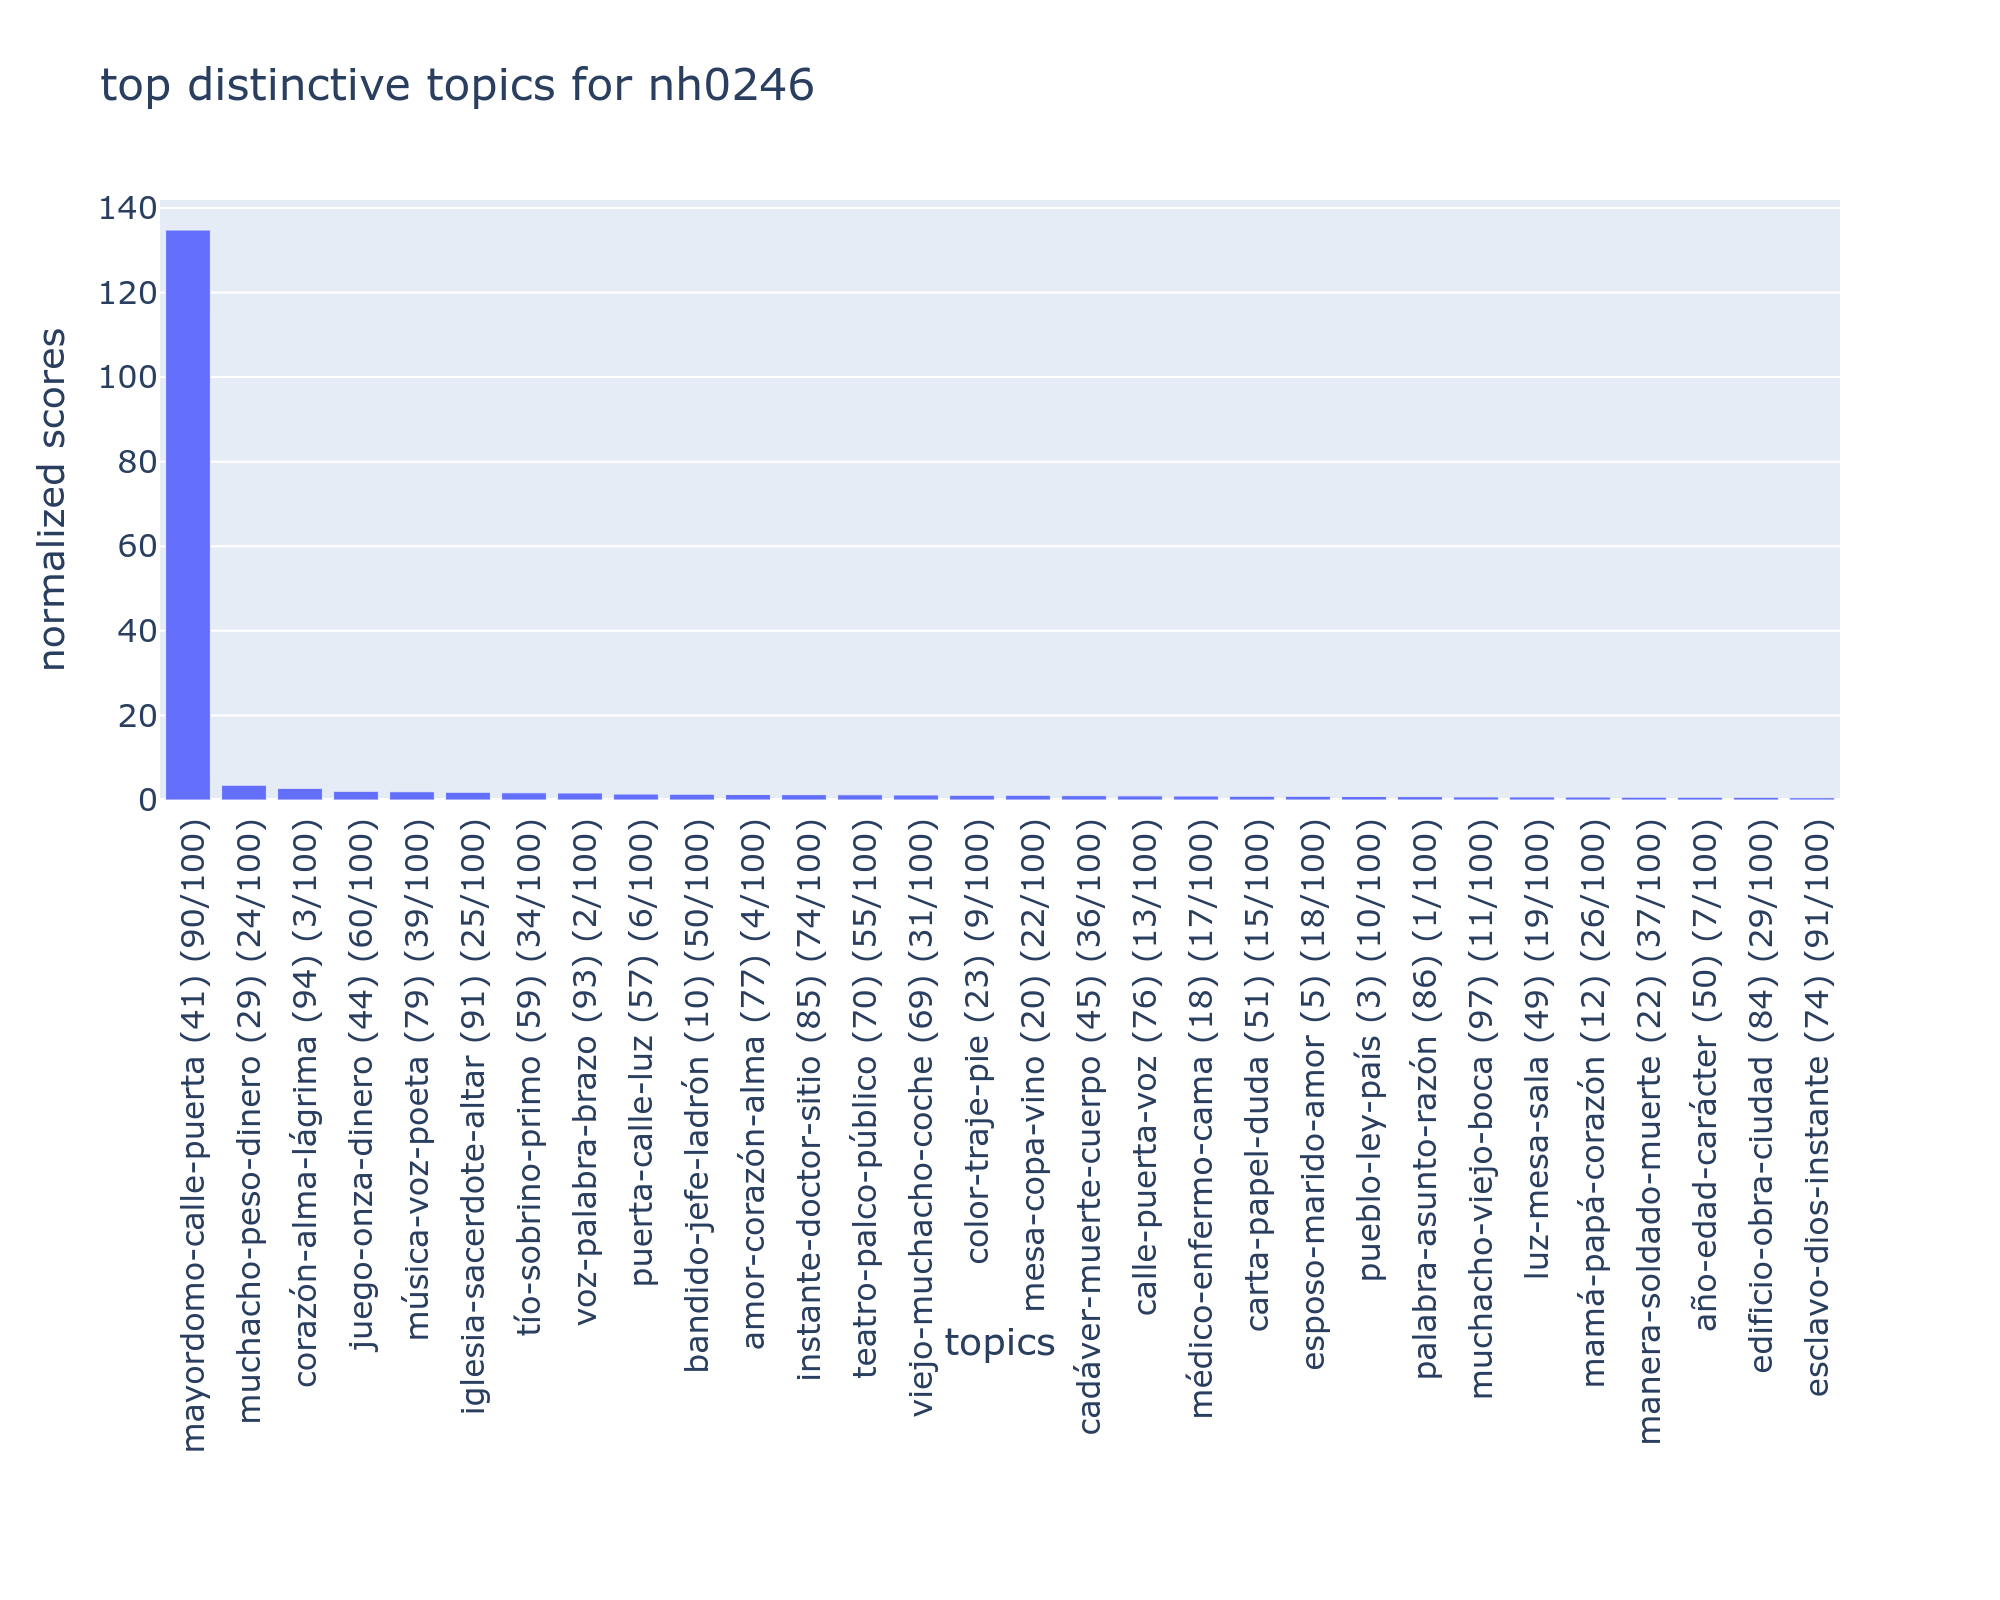 top distinctive topics for nh0246
normalized scores
140
120
100
80
60
40
20
0
mayordomo-calle-puerta (41) (90/100)
muchacho-peso-dinero (29) (24/100)
corazón-alma-lágrima (94) (3/100)
juego-onza-dinero (44) (60/100)
música-voz-poeta (79) (39/100)
iglesia-sacerdote-altar (91) (25/100)
tío-sobrino-primo (59) (34/100)
voz-palabra-brazo (93) (2/100)
puerta-calle-luz (57) (6/100)
bandido-jefe-ladrón (10) (50/100)
amor-corazón-alma (77) (4/100)
instante-doctor-sitio (85) (74/100)
teatro-palco-público (70) (55/100)
viejo-muchacho-coche (69) (31/100)
color-traje-pie (23) (9/100)
mesa-copa-vino (20) (22/100)
cadáver-muerte-cuerpo (45) (36/100)
calle-puerta-voz (76) (13/100)
médico-enfermo-cama (18) (17/100)
carta-papel-duda (51) (15/100)
esposo-marido-amor (5) (18/100)
pueblo-ley-país (3) (10/100)
palabra-asunto-razón (86) (1/100)
muchacho-viejo-boca (97) (11/100)
luz-mesa-sala (49) (19/100)
mamá-papá-corazón (12) (26/100)
manera-soldado-muerte (22) (37/100)
año-edad-carácter (50) (7/100)
edificio-obra-ciudad (84) (29/100)
esclavo-dios-instante (74) (91/100)
topics